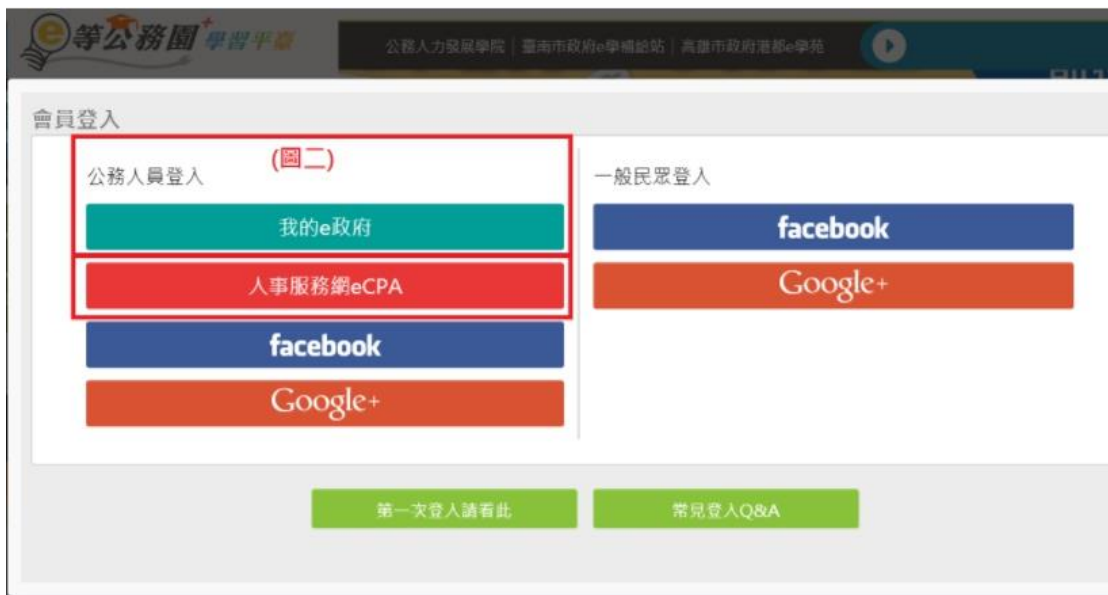 e等公務園+學習平臺
公務人力發展學院｜臺南市政府e學補給站｜高雄市政府港都e學苑
會員登入
(圖二)
公務人員登入
我的e政府
人事服務網eCPA
facebook
Google+
一般民眾登入
facebook
Google+
第一次登入請看此
常見登入Q&A